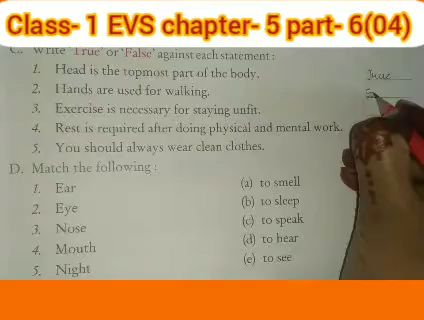 Class- 1 EVS chapter- 5 part- 6(04)
C. Write 'True' or 'False' against each statement :
1. Head is the topmost part of the body. True
2. Hands are used for walking.
3. Exercise is necessary for staying unfit.
4. Rest is required after doing physical and mental work.
5. You should always wear clean clothes.
D. Match the following :
1. Ear (a) to smell
2. Eye (b) to sleep
3. Nose (c) to speak
4. Mouth (d) to hear
5. Night (e) to see